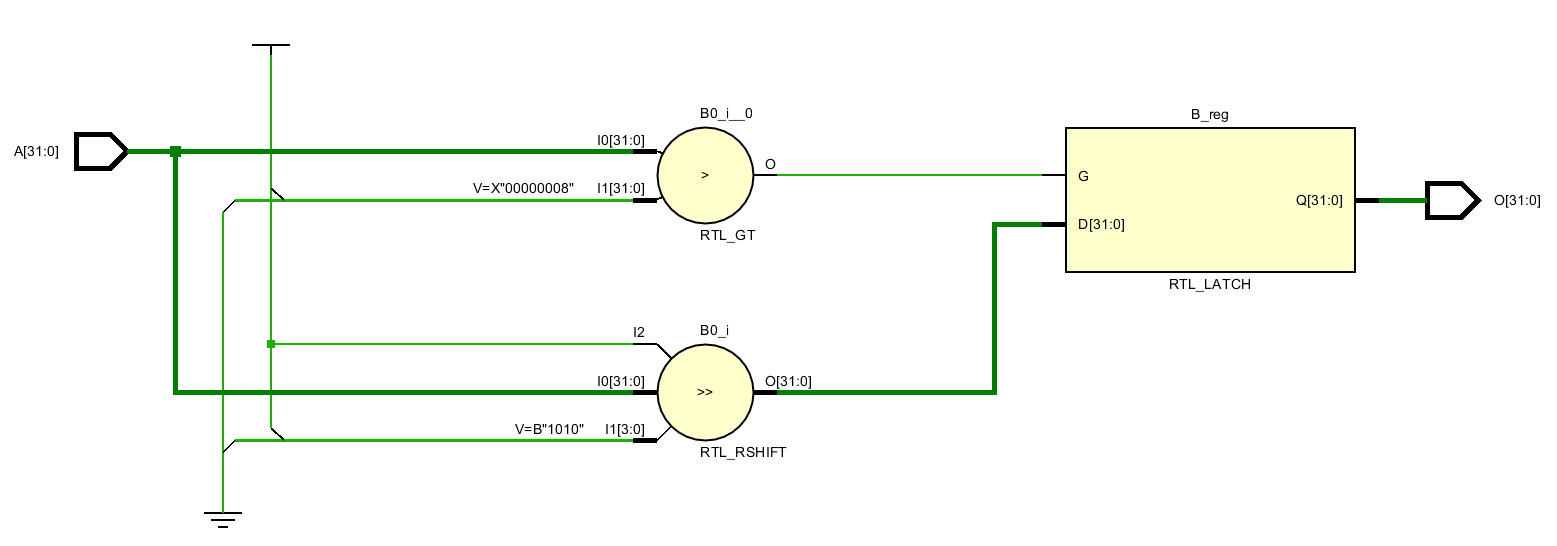 B0_i__0
B_reg
A[31:0]
I0[31:0]
O
V=X"00000008" I1[31:0]
>
G
Q[31:0]
O[31:0]
D[31:0]
RTL_GT
RTL_LATCH
I2
B0_i
I0[31:0]
>>
O[31:0]
V=B"1010" I1[3:0]
RTL_RSHIFT